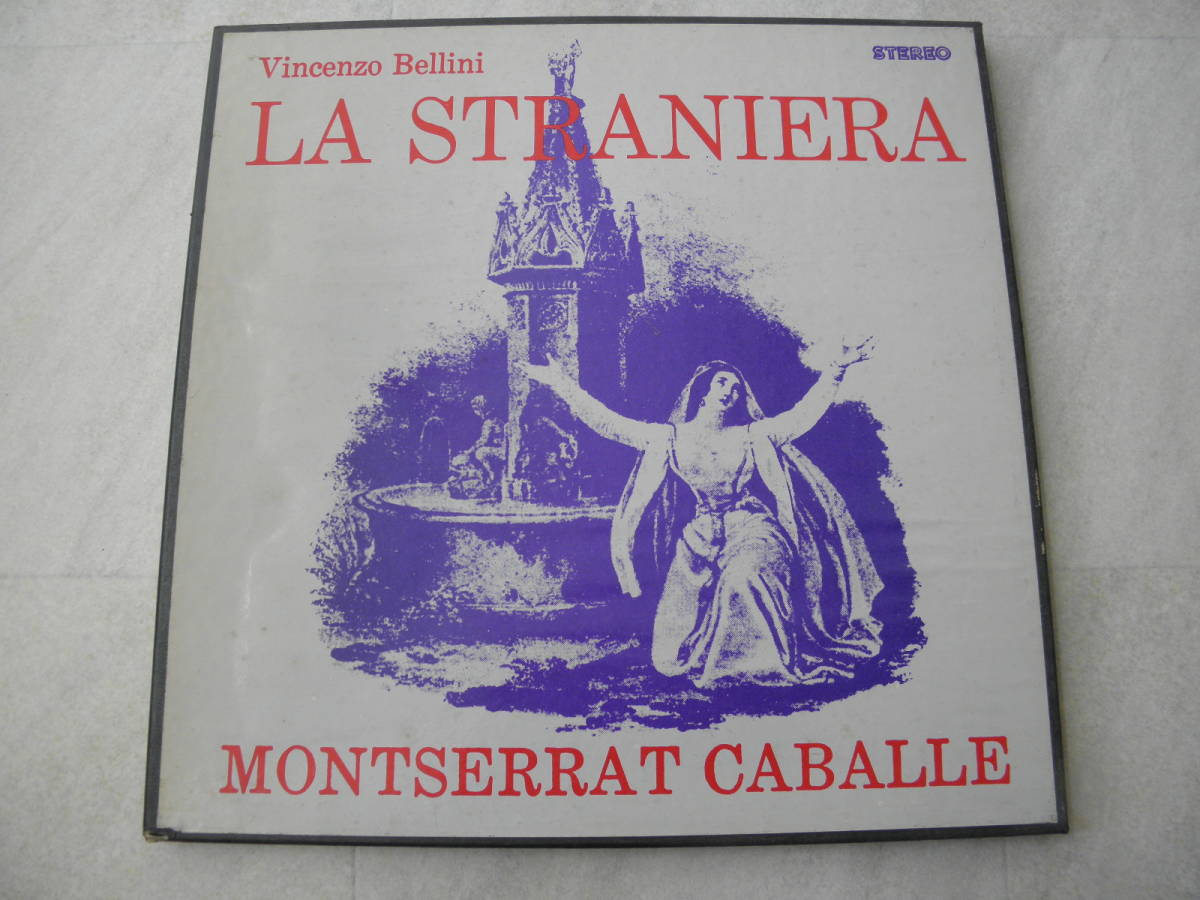 Vincenzo Bellini
STEREO
LA STRANIERA
MONTSERRAT CABALLE